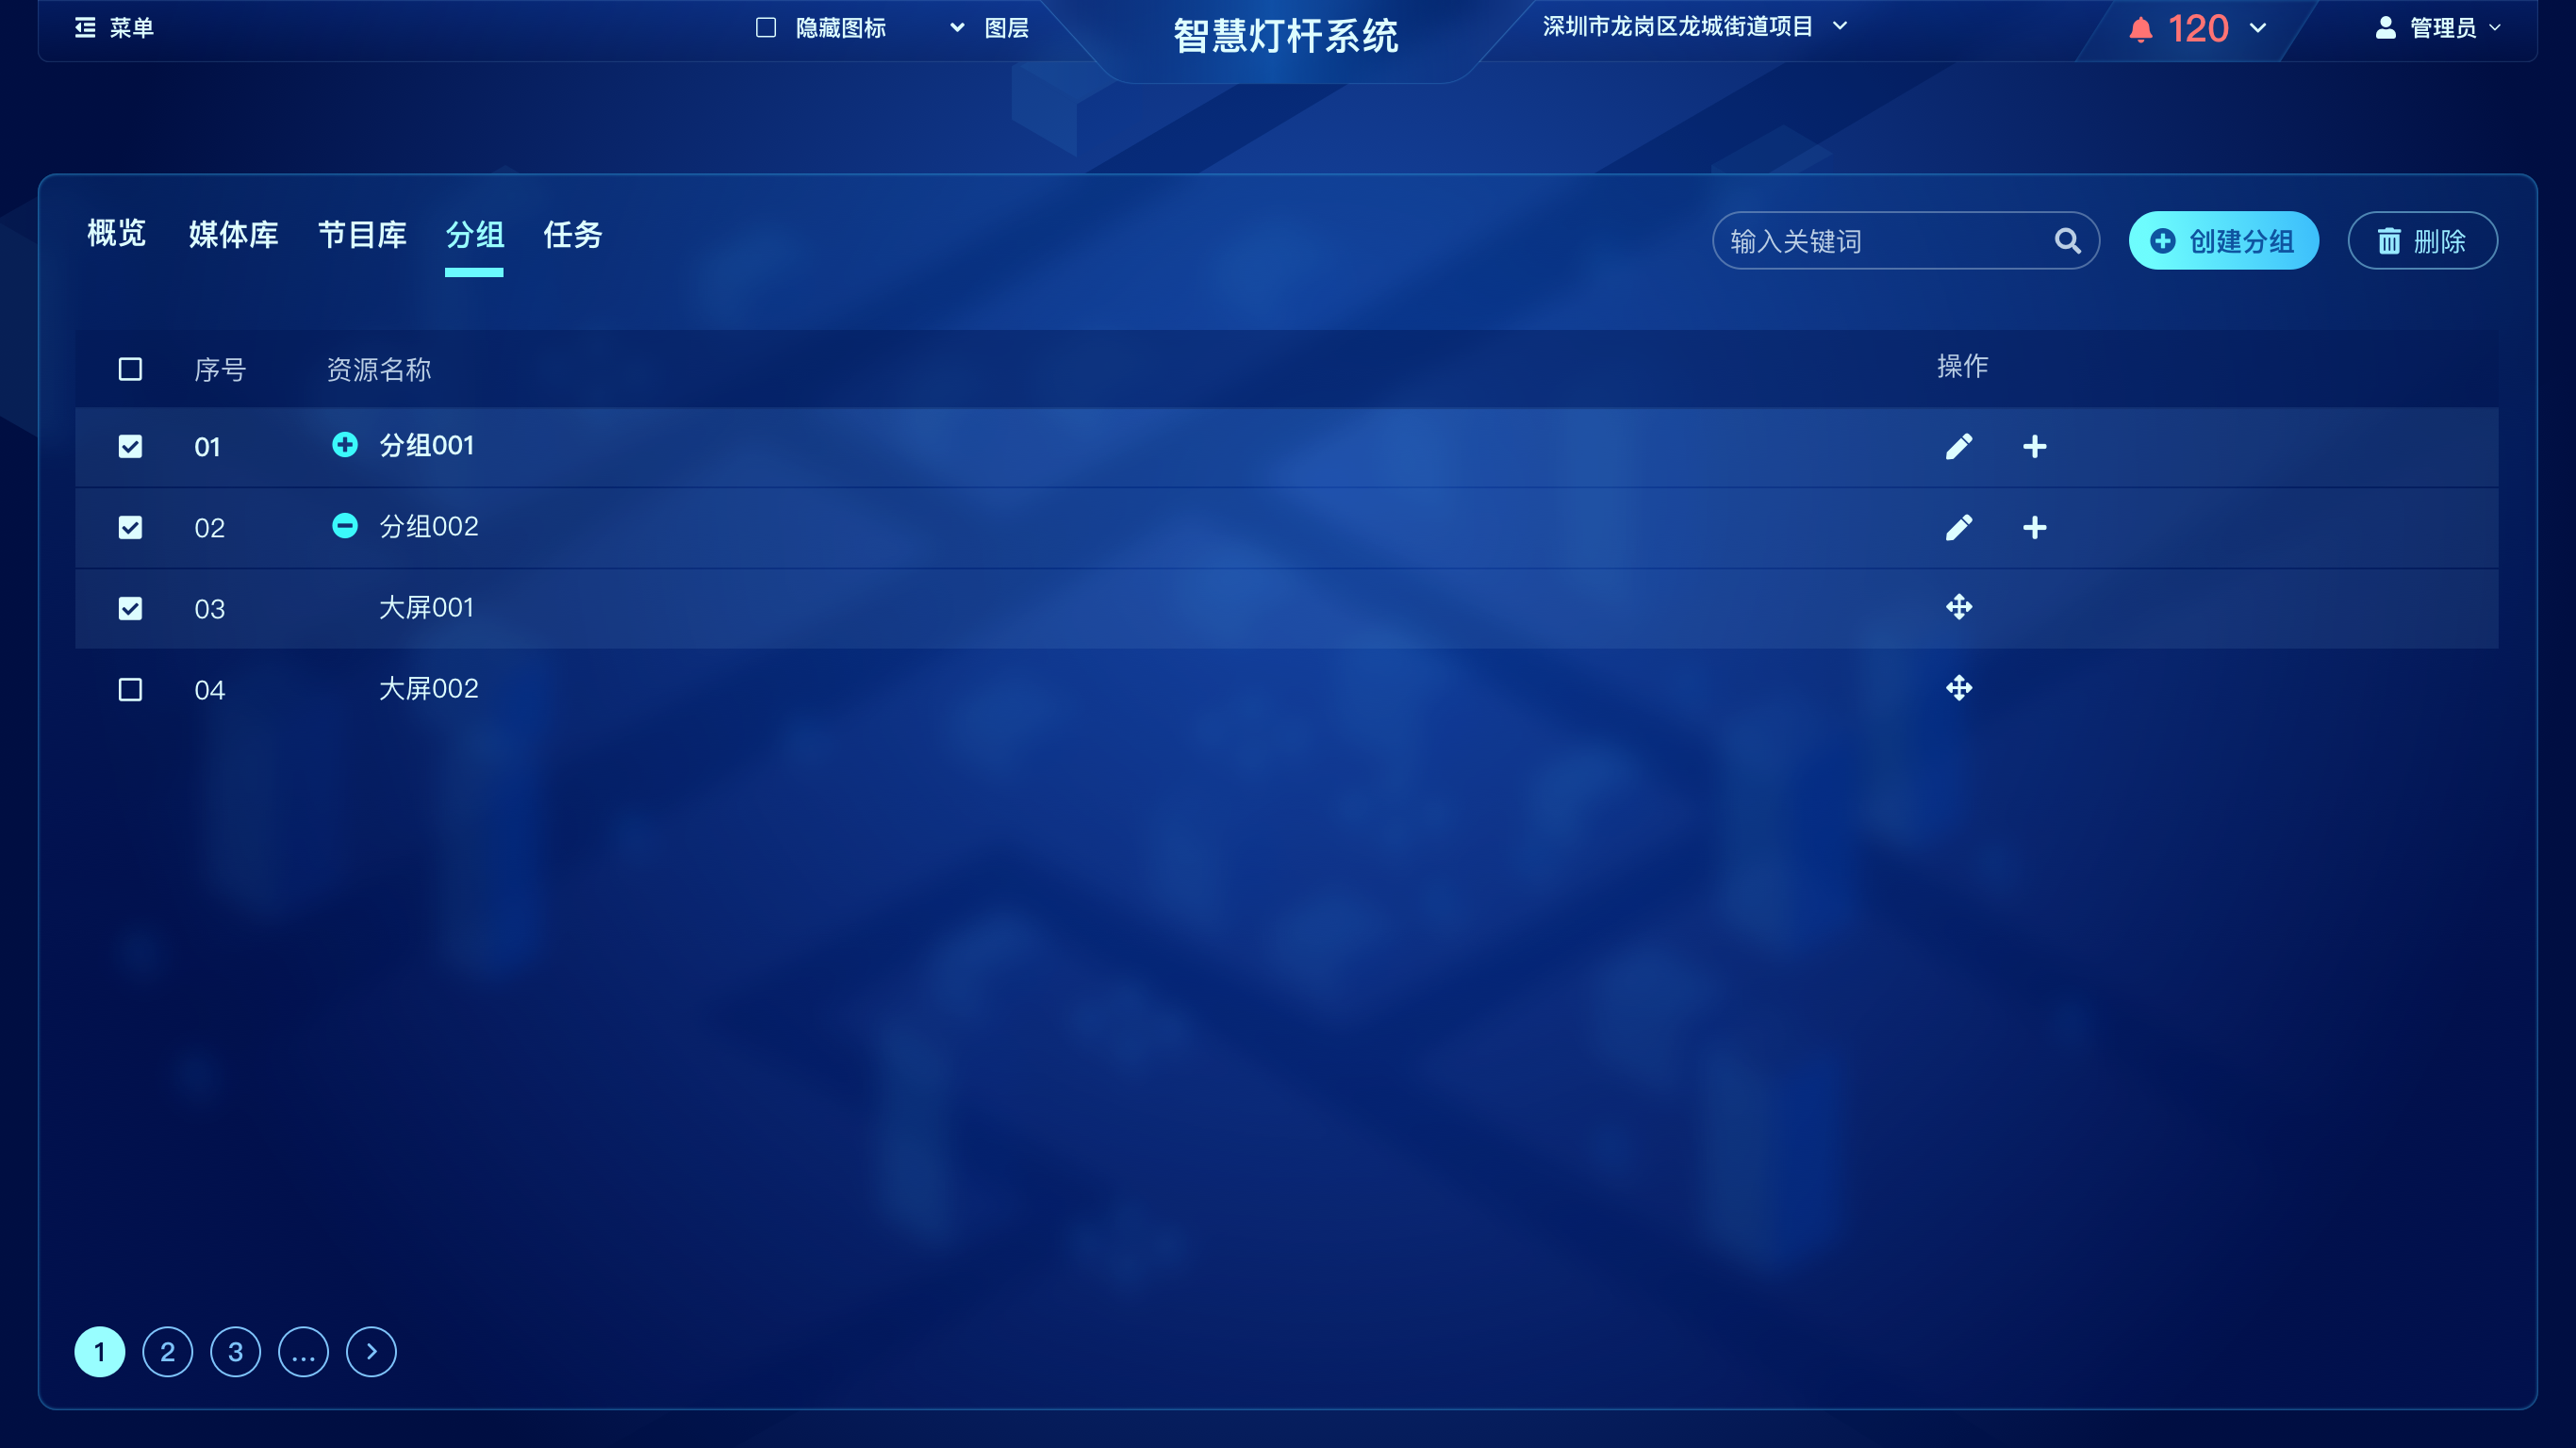 菜单
隐藏图标
图层
智慧灯杆系统
深圳市龙岗区龙城街道项目
120
管理员
概览
媒体库
节目库
分组
任务
输入关键词
创建分组
删除
序号
资源名称
操作
01
分组001
02
分组002
03
大屏001
04
大屏002
1
2
3
...